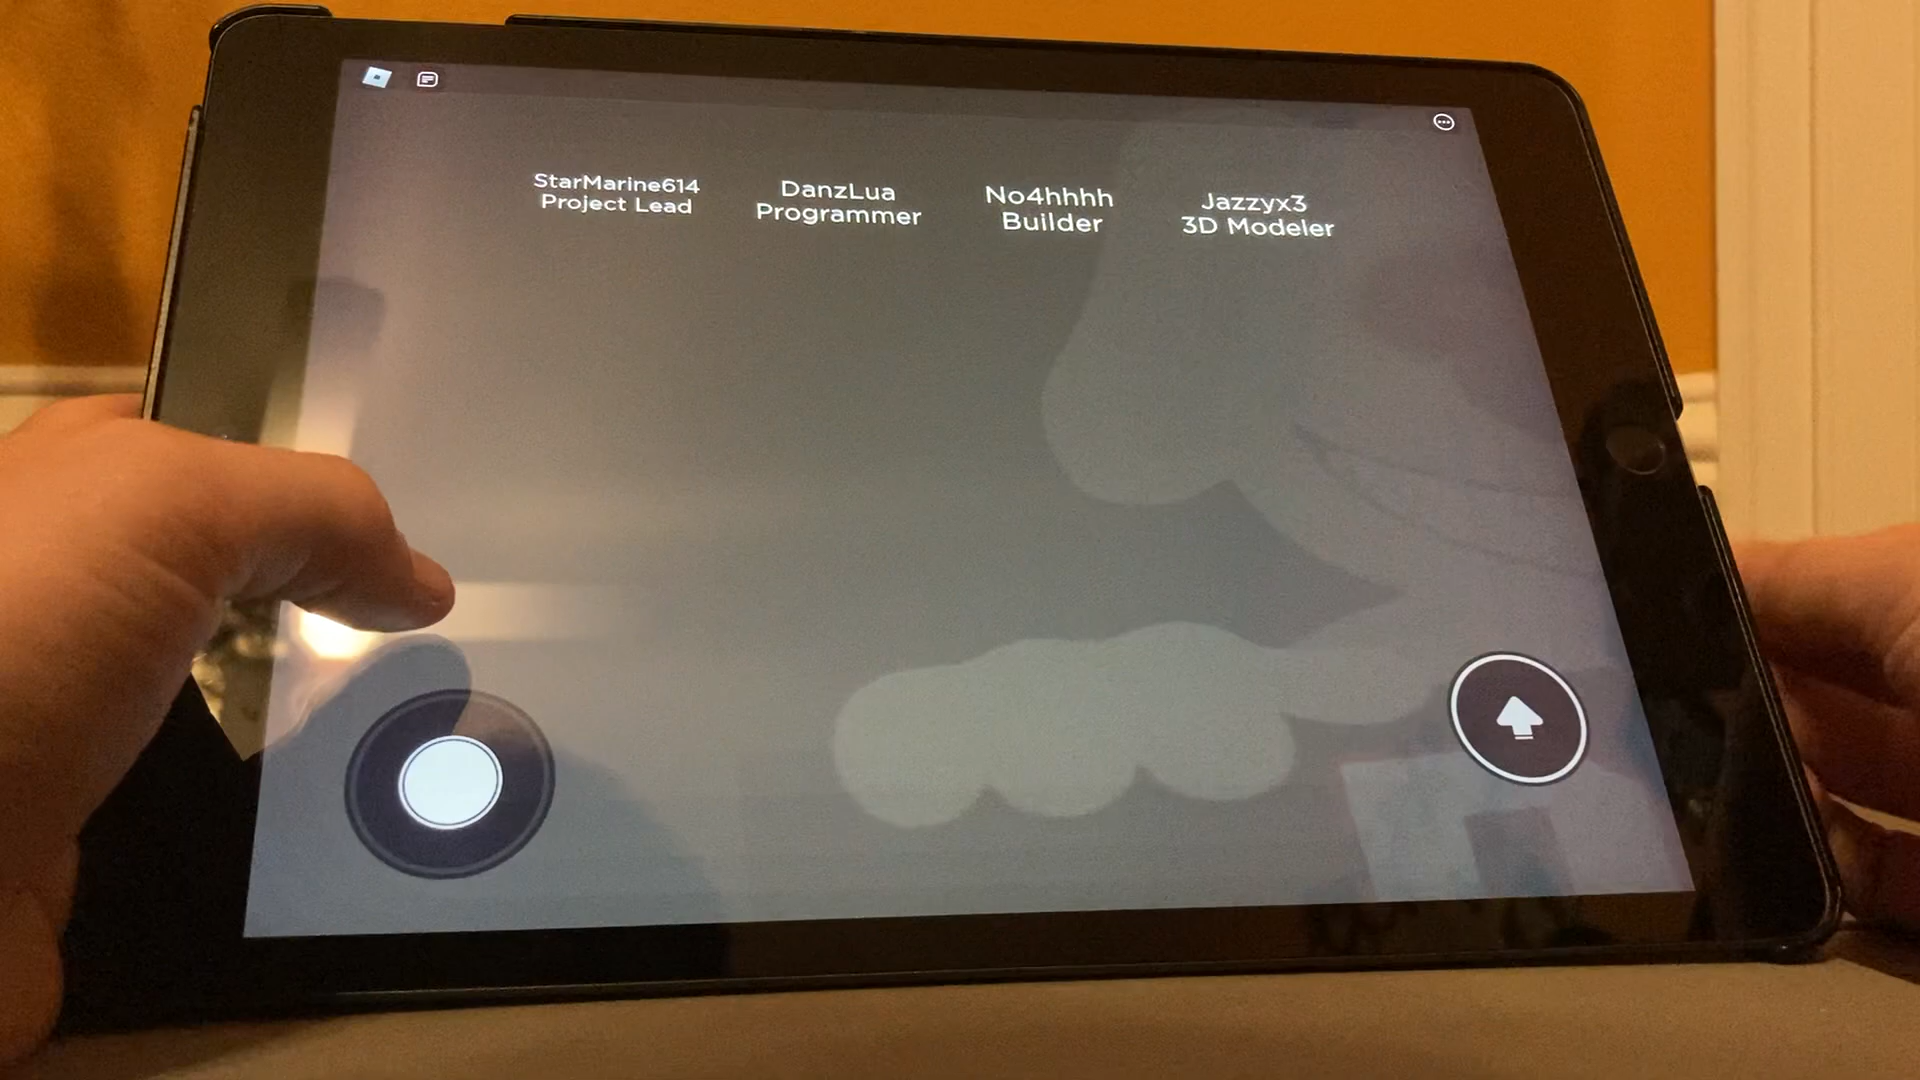 StarMarine614
Project Lead
DanzLua
Programmer
No4hhhh
Builder
Jazzyx3
3D Modeler